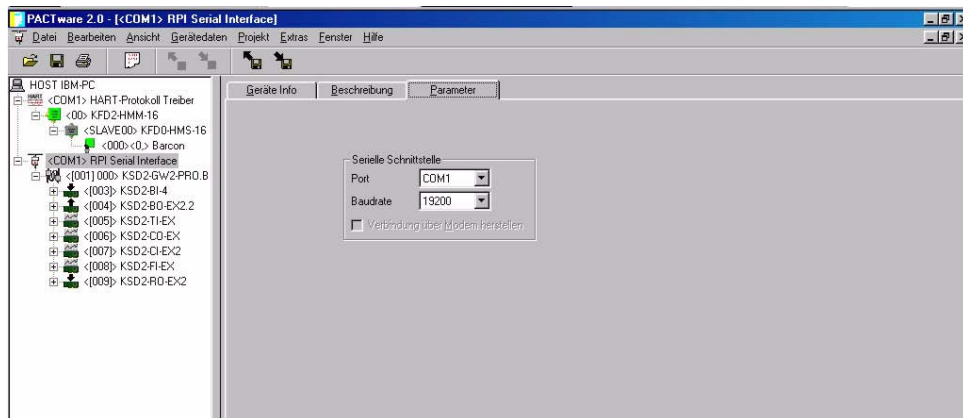 PACTware 2.0 - [<COM1> RPI Serial Interface]
Datei Bearbeiten Ansicht Gerätedaten Projekt Extras Fenster Hilfe
HOST IBM-PC
<COM1> HART-Protokoll Treiber
<00> KFD2-HMM-16
<SLAVE00> KFD0-HMS-16
<000><0,> Barcon
<COM1> RPI Serial Interface
<[001] 000> KSD2-GW2-PRO.B
<[003]> KSD2-BI-4
<[004]> KSD2-BO-EX2.2
<[005]> KSD2-TI-EX
<[006]> KSD2-CO-EX
<[007]> KSD2-CI-EX2
<[008]> KSD2-FI-EX
<[009]> KSD2-RO-EX2
Geräte Info Beschreibung Parameter
Serielle Schnittstelle
Port COM1
Baudrate 19200
Verbindung über Modem herstellen